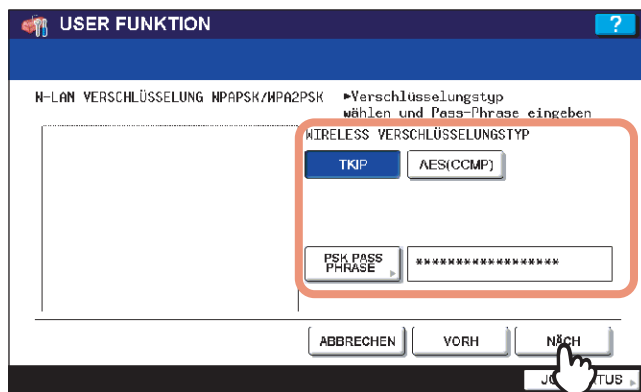 USER FUNKTION
?
W-LAN VERSCHLÜSSELUNG WPAPSK/WPA2PSK
►Verschlüsselungstyp
wählen und Pass-Phrase eingeben
WIRELESS VERSCHLÜSSELUNGSTYP
TKIP
AES(CCMP)
PSK PASS
PHRASE
******************
ABBRECHEN
VORH
NÄCH